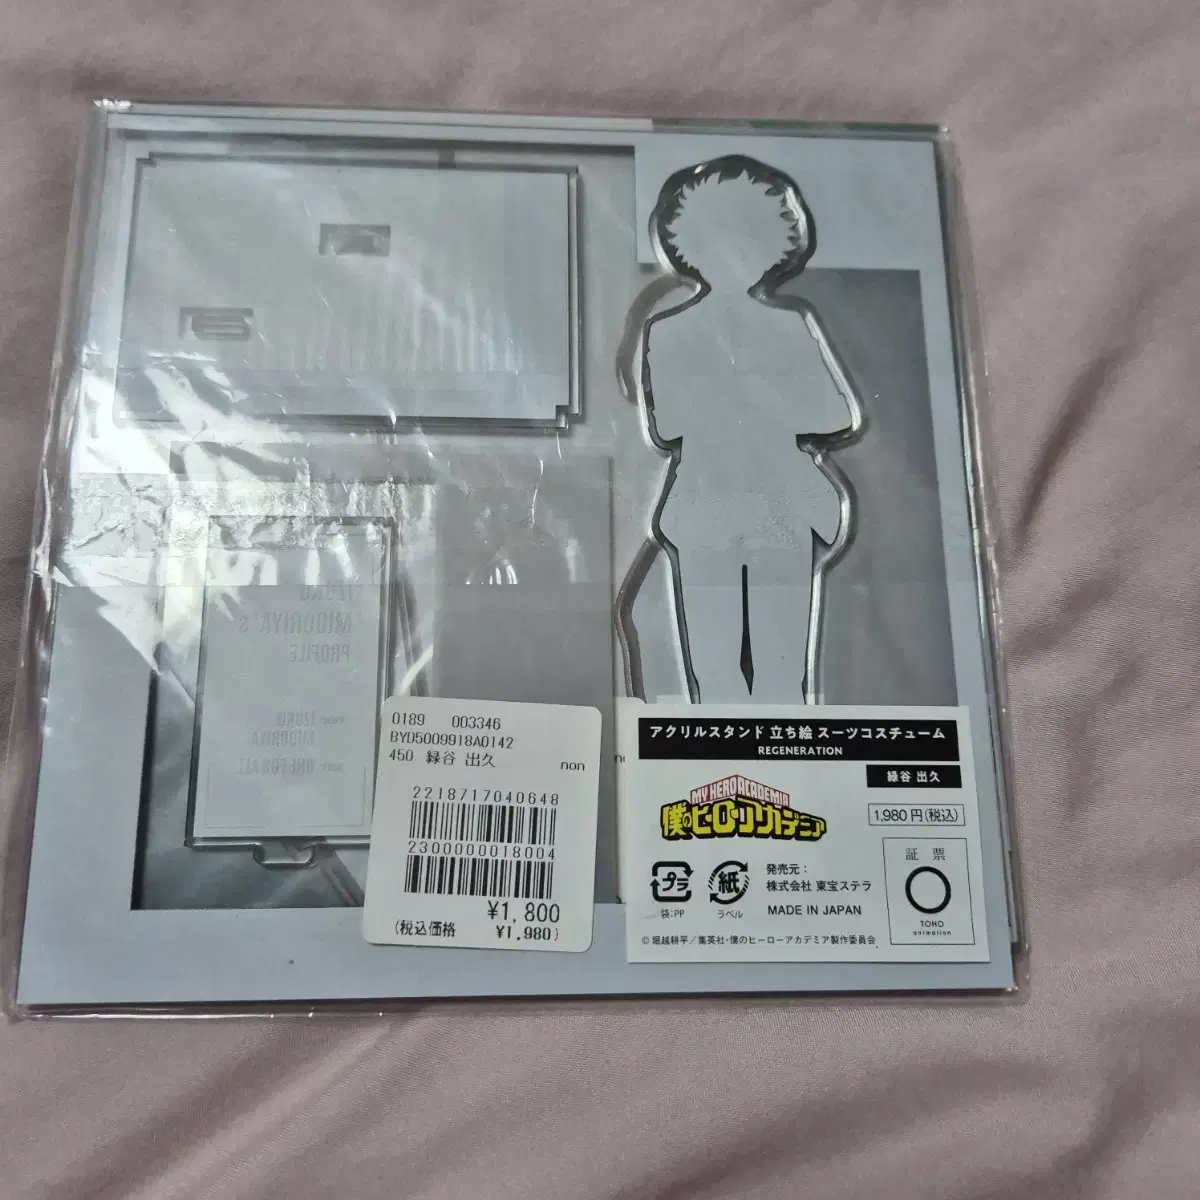 IZUKU
MIDORIYA'S
PROFILE
IZUKU
MIDORIYA
ONE FOR ALL
0189 003346
BYD5009918A0142
450 緑谷 出久 non
2218717040648
2300000018004
¥1,800
(税込価格 ¥1,980)
アクリルスタンド 立ち絵 スーツコスチューム
REGENERATION
緑谷 出久
MY HERO ACADEMIA
僕のヒーローアカデミア
1,980円(税込)
プラ
袋:PP
紙
ラベル
発売元:
株式会社 東宝ステラ
MADE IN JAPAN
証票
TOHO
animation
© 堀越耕平/集英社・僕のヒーローアカデミア製作委員会